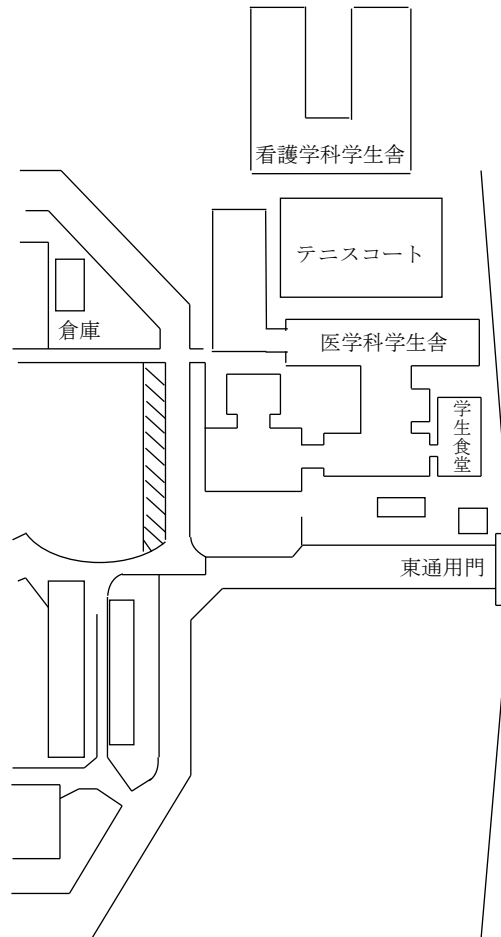 看護学科学生舎
テニスコート
倉庫
医学科学生舎
学生食堂
東通用門